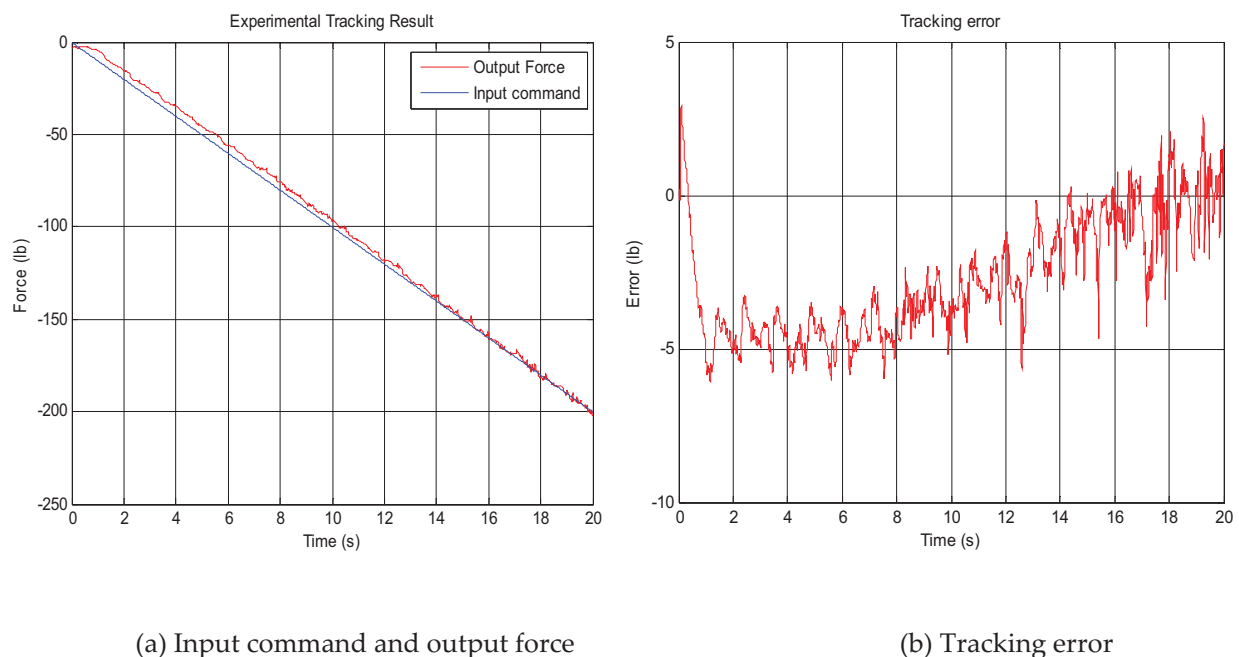 Experimental Tracking Result
0
-50
-100
-150
-200
-250
Force (lb)
Output Force
Input command
0 2 4 6 8 10 12 14 16 18 20
Time (s)
(a) Input command and output force
Tracking error
5
0
-5
-10
Error (lb)
0 2 4 6 8 10 12 14 16 18 20
Time (s)
(b) Tracking error